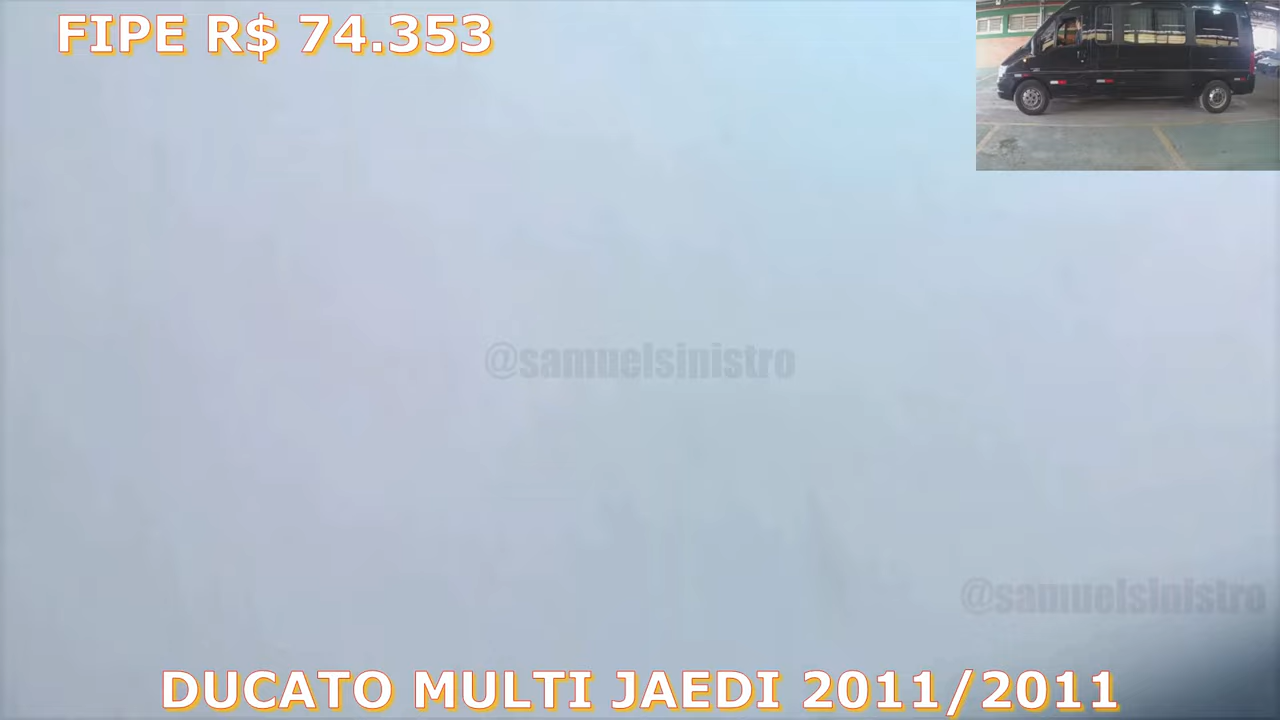 FIPE R$ 74.353
@samuelsinistro
@samuelsinistro
DUCATO MULTI JAEDI 2011/2011